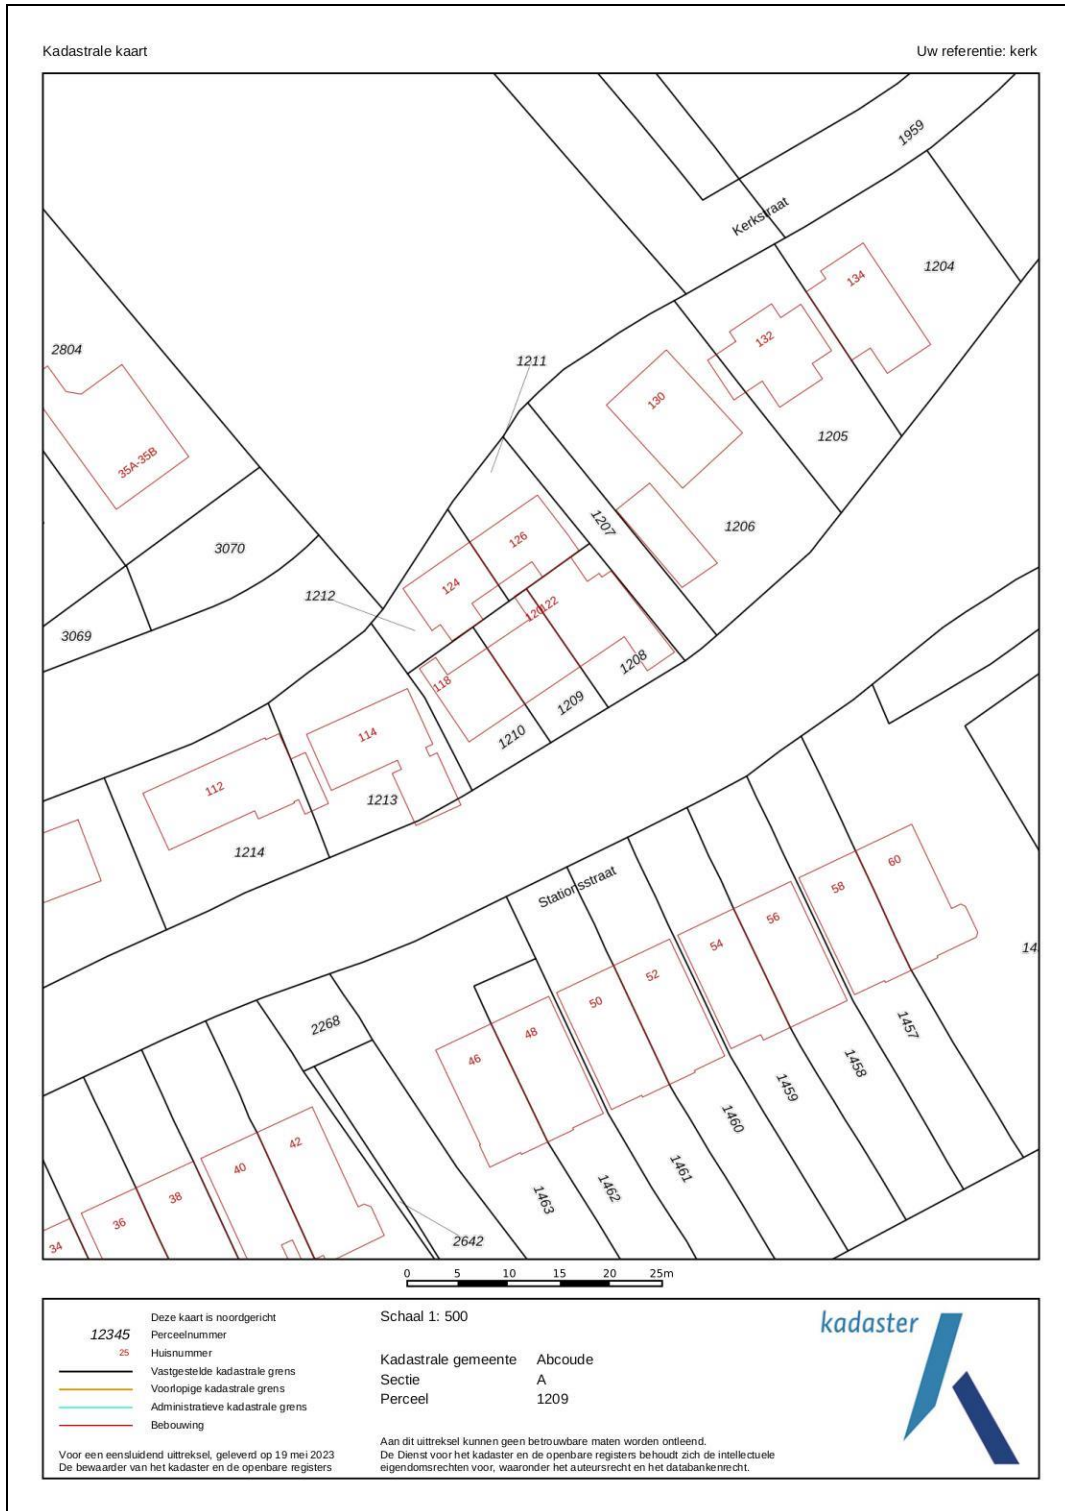 Kadastrale kaart
Uw referentie: kerk
1959
Kerkstraat
1204
134
132
2804
1211
130
1205
35A-35B
1207
1206
126
3070
124
1212
120
122
3069
1208
118
1209
1210
114
112
1213
1214
Stationsstraat
60
58
56
54
52
50
14
2268
48
46
1457
1458
1459
1460
42
40
38
36
34
1461
1462
1463
2642
0 5 10 15 20 25m
Deze kaart is noordgericht
12345 Perceelnummer
25 Huisnummer
Vastgestelde kadastrale grens
Voorlopige kadastrale grens
Administratieve kadastrale grens
Bebouwing
Voor een eensluidend uittreksel, geleverd op 19 mei 2023
De bewaarder van het kadaster en de openbare registers
Schaal 1: 500
Kadastrale gemeente Abcoude
Sectie A
Perceel 1209
Aan dit uittreksel kunnen geen betrouwbare maten worden ontleend.
De Dienst voor het kadaster en de openbare registers behoudt zich de intellectuele
eigendomsrechten voor, waaronder het auteursrecht en het databankenrecht.
kadaster